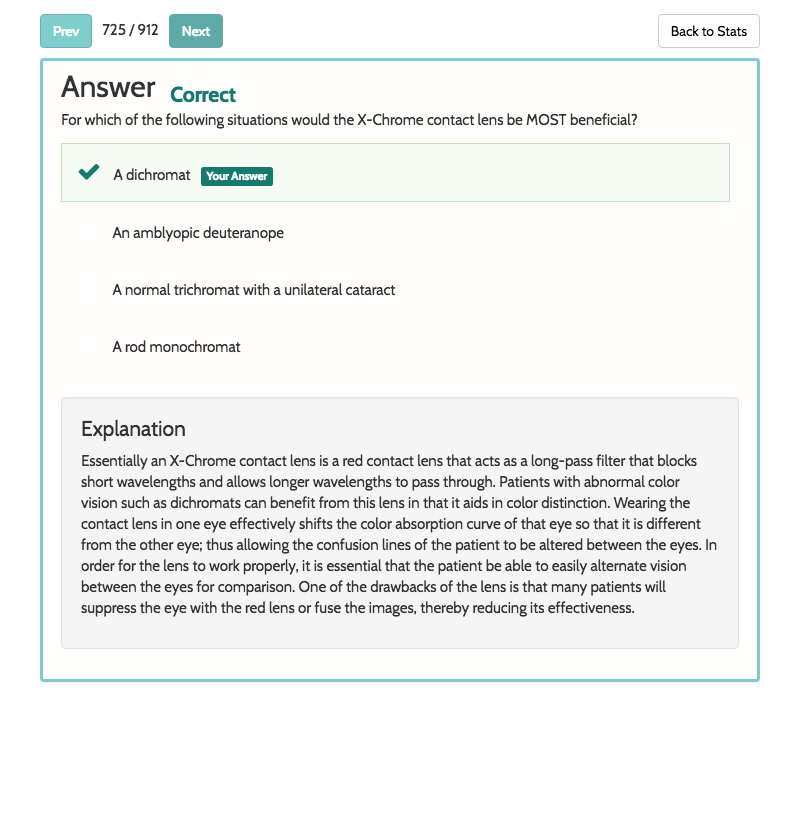 Prev 725 / 912 Next Back to Stats
Answer Correct
For which of the following situations would the X-Chrome contact lens be MOST beneficial?
A dichromat Your Answer
An amblyopic deuteranope
A normal trichromat with a unilateral cataract
A rod monochromat
Explanation
Essentially an X-Chrome contact lens is a red contact lens that acts as a long-pass filter that blocks
short wavelengths and allows longer wavelengths to pass through. Patients with abnormal color
vision such as dichromats can benefit from this lens in that it aids in color distinction. Wearing the
contact lens in one eye effectively shifts the color absorption curve of that eye so that it is different
from the other eye; thus allowing the confusion lines of the patient to be altered between the eyes. In
order for the lens to work properly, it is essential that the patient be able to easily alternate vision
between the eyes for comparison. One of the drawbacks of the lens is that many patients will
suppress the eye with the red lens or fuse the images, thereby reducing its effectiveness.